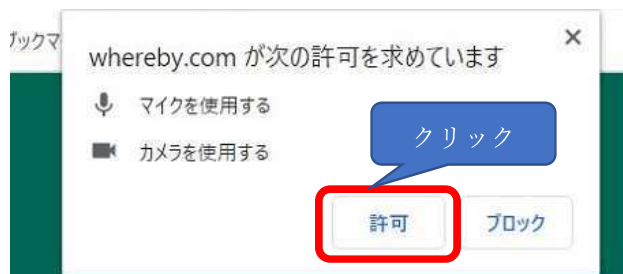 ブックマ
whereby.com が次の許可を求めています
マイクを使用する
カメラを使用する
クリック
許可
ブロック